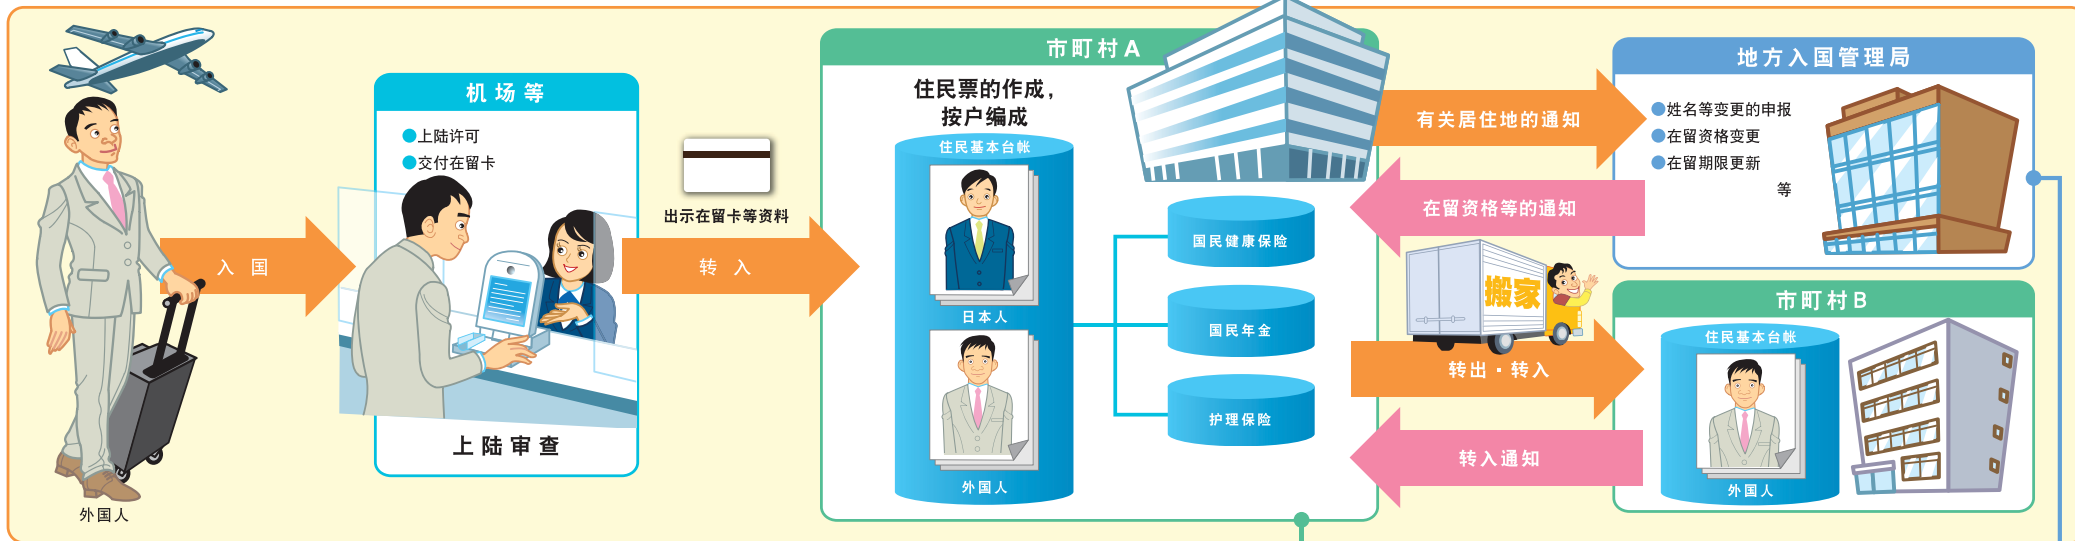 机场等
●上陆许可
●交付在留卡
上陆审查
外国人
入 国
出示在留卡等资料
转 入
市町村 A
住民票的作成，
按户编成
住民基本台帐
日本人
外国人
国民健康保险
国民年金
护理保险
有关居住地的通知
在留资格等的通知
地方入国管理局
●姓名等变更的申报
●在留资格变更
●在留期限更新
等
搬家
转出・转入
转入通知
市町村 B
住民基本台帐
外国人